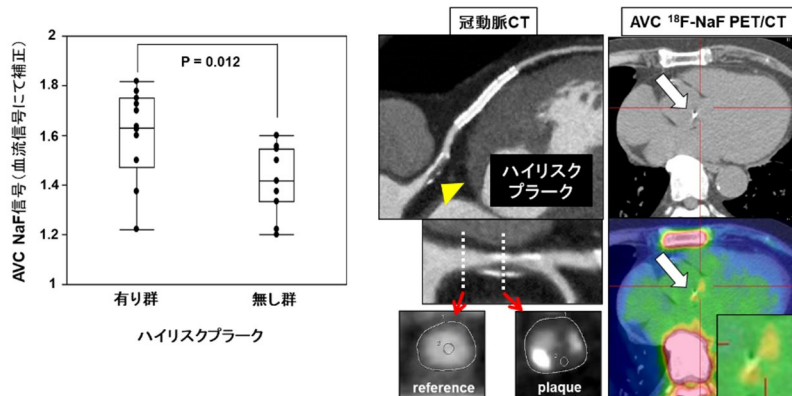 P = 0.012
AVC NaF信号(血流信号にて補正)
1.8
1.6
1.4
1.2
有り群
無し群
ハイリスクプラーク
冠動脈CT
ハイリスク
プラーク
reference
plaque
AVC ¹⁸F-NaF PET/CT